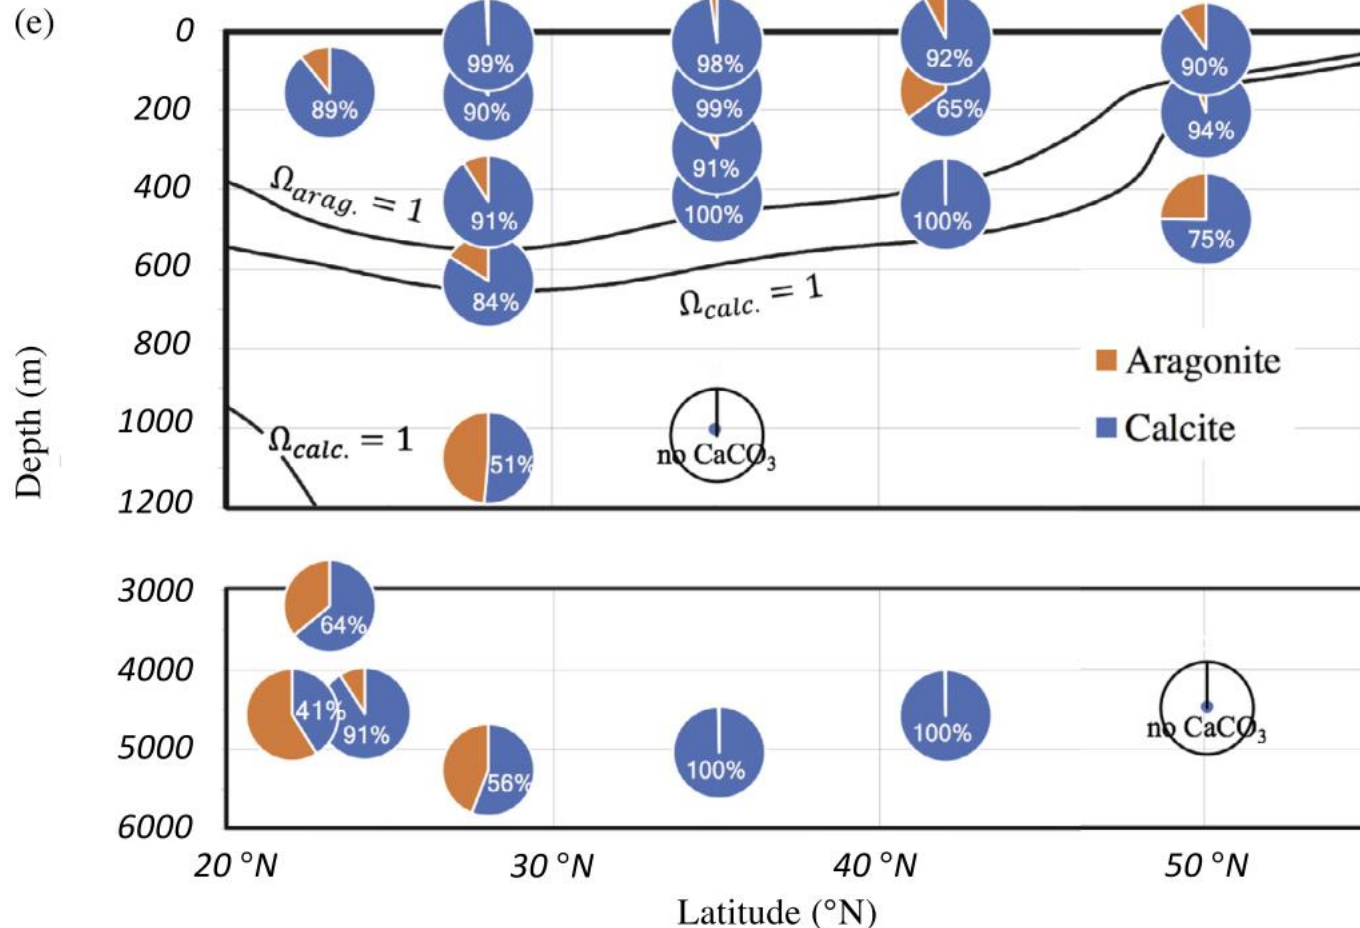 (e)
0
200
400
600
800
1000
1200
3000
4000
5000
6000
Depth (m)
89%
99%
90%
91%
84%
51%
98%
99%
91%
100%
no CaCO₃
92%
65%
100%
90%
94%
75%
Ωarag. = 1
Ωcalc. = 1
Ωcalc. = 1
Aragonite
Calcite
64%
41%
91%
56%
100%
100%
no CaCO₃
20 °N
30 °N
40 °N
50 °N
Latitude (°N)